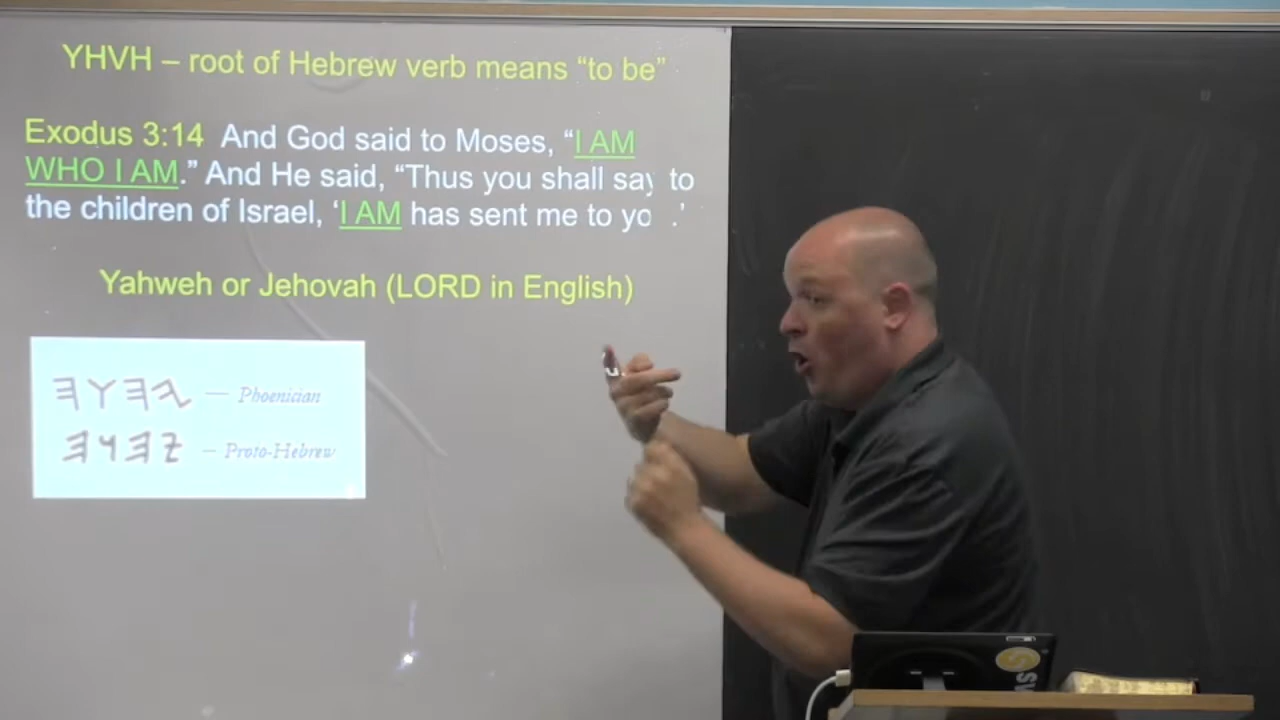 YHVH – root of Hebrew verb means “to be”
Exodus 3:14 And God said to Moses, “I AM
WHO I AM.” And He said, “Thus you shall say to
the children of Israel, ‘I AM has sent me to yo .’
Yahweh or Jehovah (LORD in English)
𐤉𐤄𐤅𐤄 — Phoenician
𐤉𐤄𐤅𐤄 — Proto-Hebrew